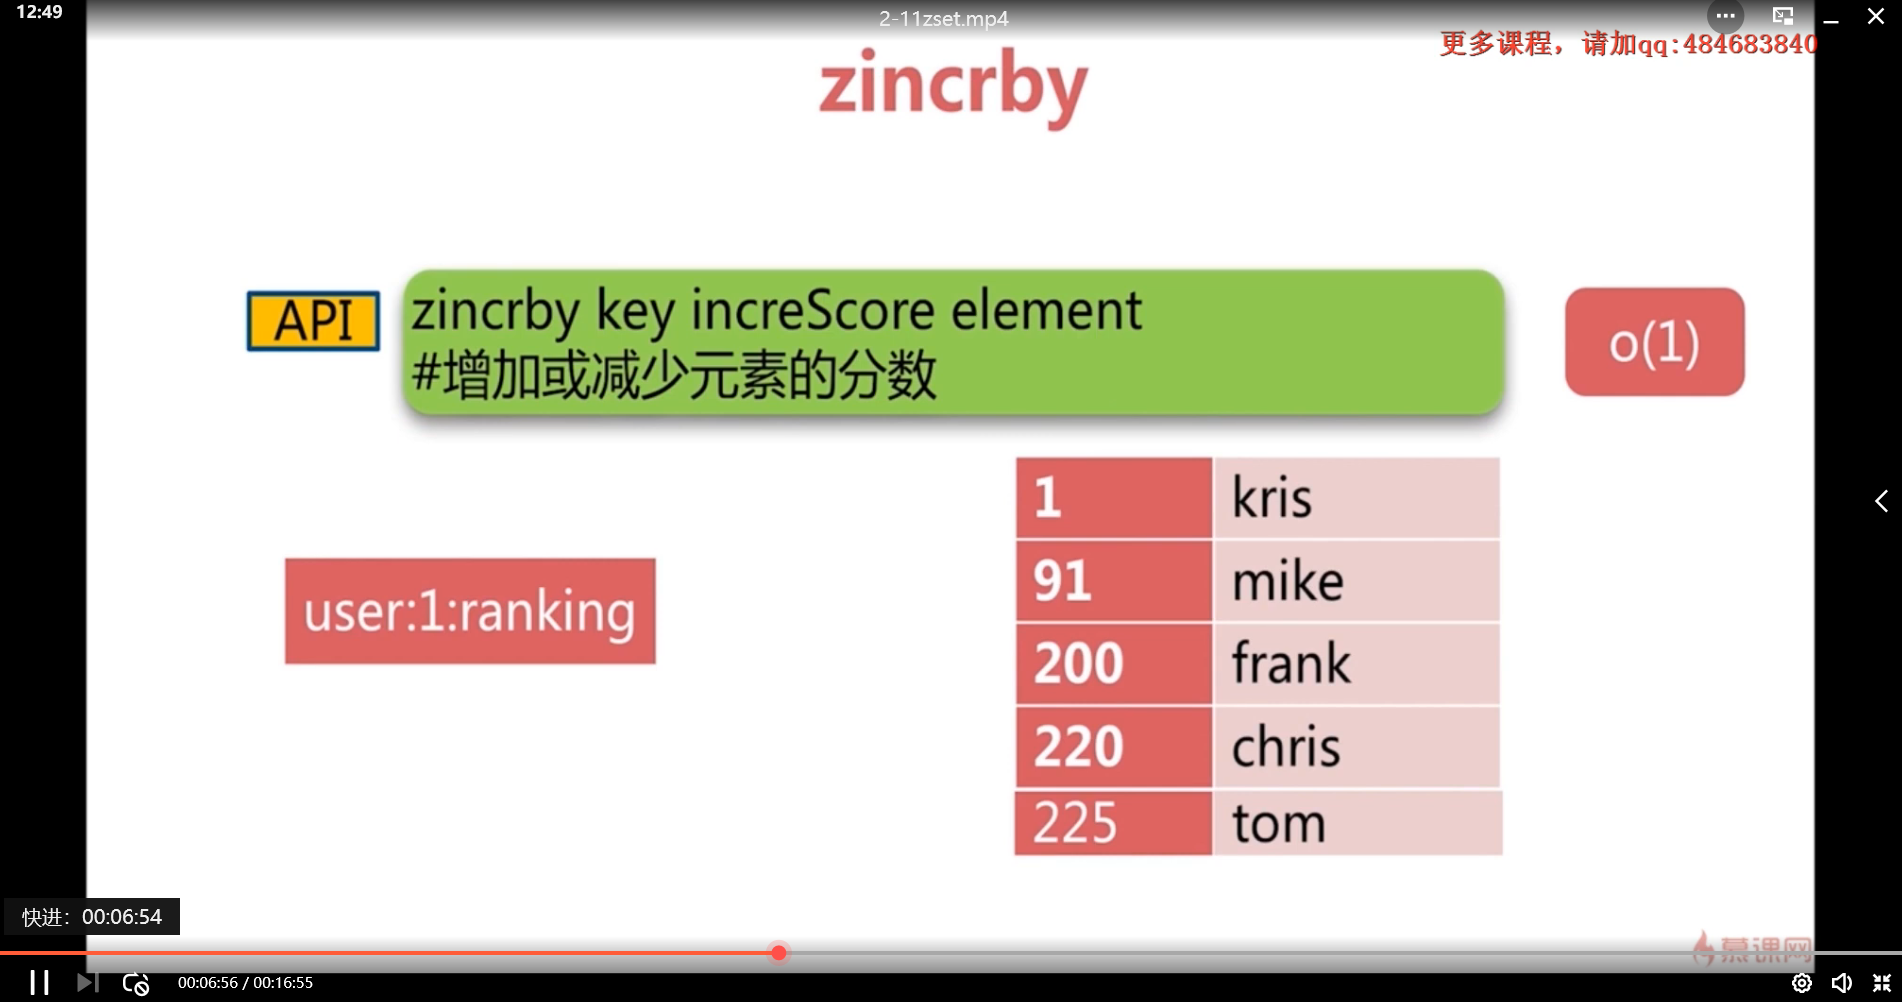 12:49
2-11zset.mp4
更多课程，请加qq:484683840
zincrby
API
zincrby key increScore element
#增加或减少元素的分数
o(1)
user:1:ranking
1 kris
91 mike
200 frank
220 chris
225 tom
快进：00:06:54
慕课网
00:06:56 / 00:16:55